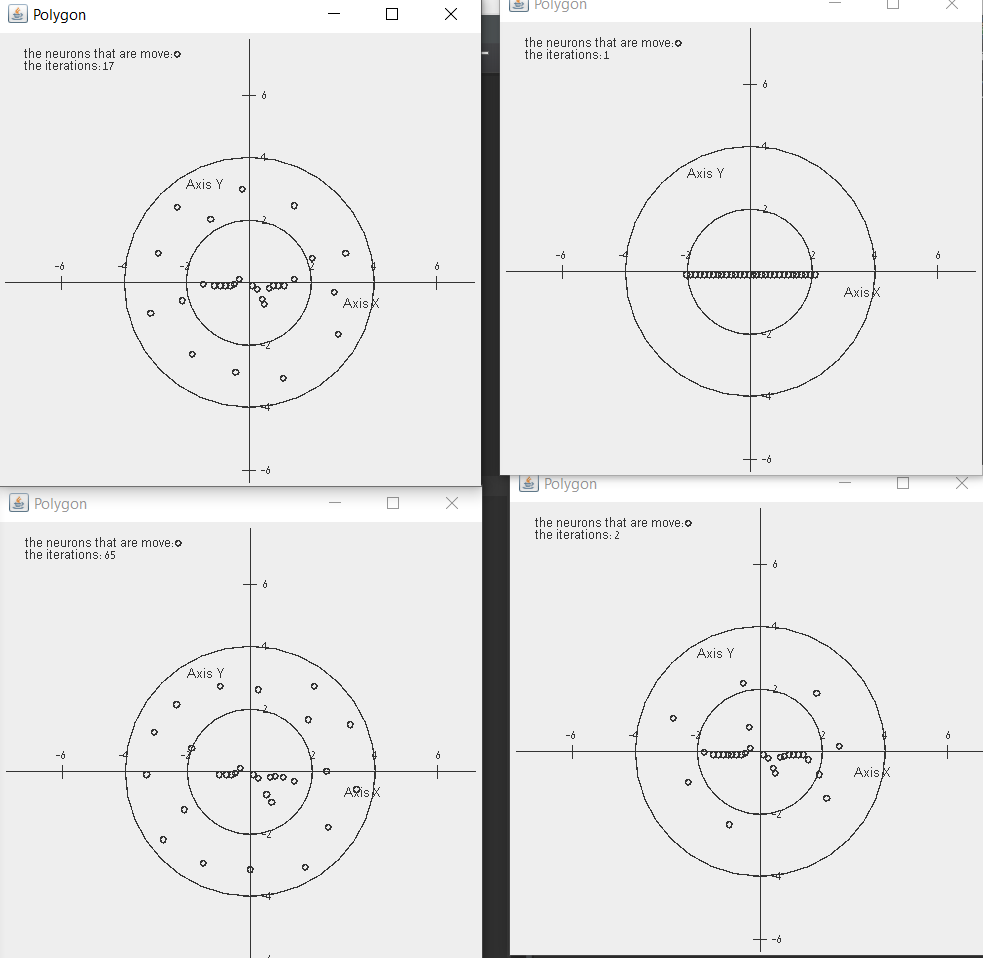 Polygon
the neurons that are move:
the iterations: 17
6
4
Axis Y
2
-6
-4
-2
2
4
6
Axis X
-2
-4
-6
Polygon
the neurons that are move:
the iterations: 1
6
4
Axis Y
2
-6
-4
-2
2
4
6
Axis X
-2
-4
-6
Polygon
the neurons that are move:
the iterations: 65
6
4
Axis Y
2
-6
-4
-2
2
4
6
Axis X
-2
-4
Polygon
the neurons that are move:
the iterations: 2
6
4
Axis Y
2
-6
-4
-2
2
4
6
Axis X
-2
-4
-6